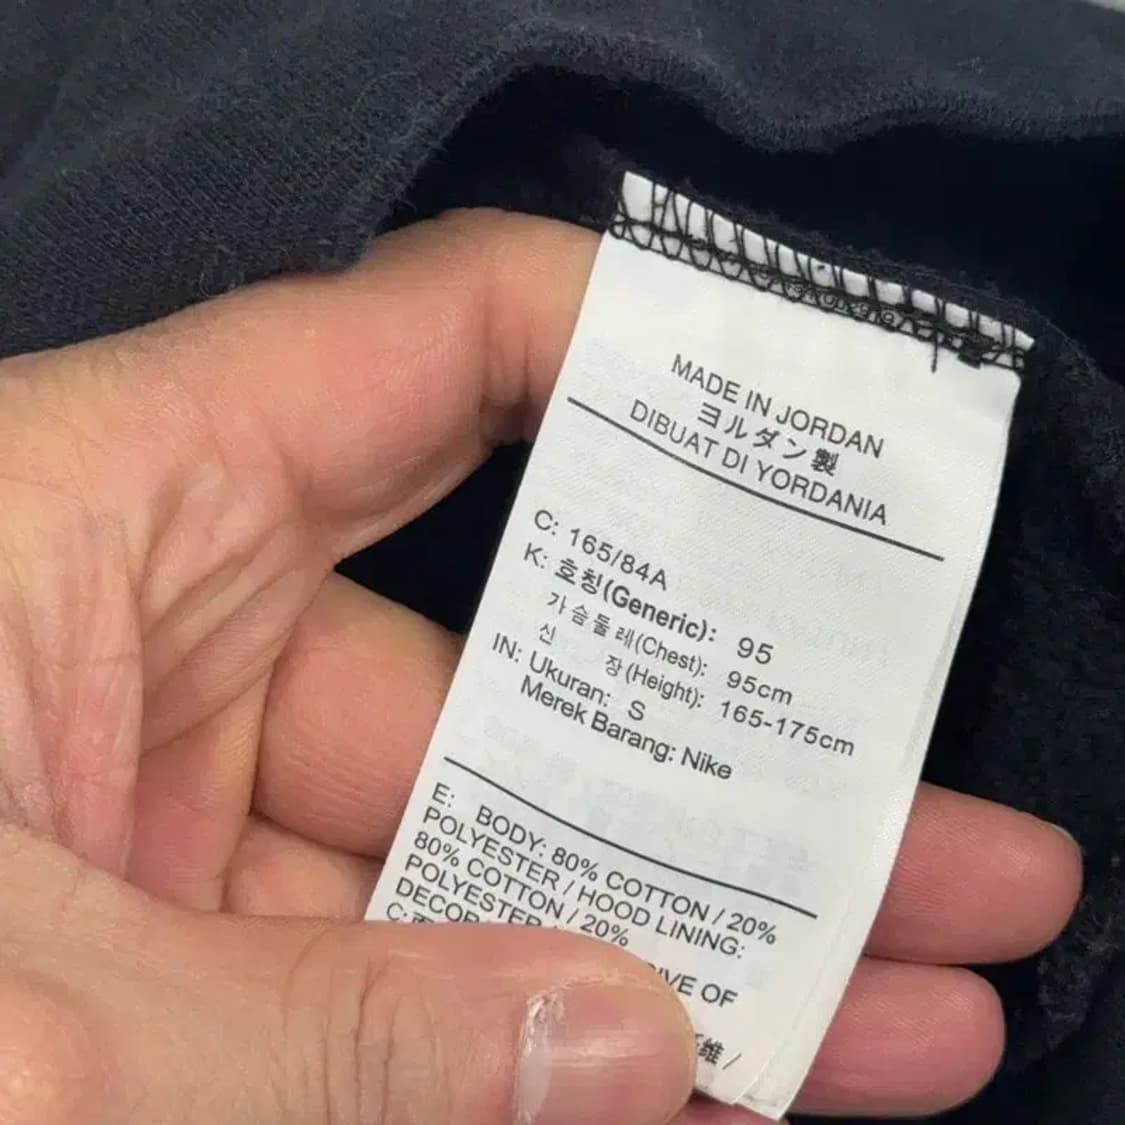 MADE IN JORDAN
ヨルダン製
DIBUAT DI YORDANIA
C: 165/84A
K: 호칭(Generic): 95
가슴둘레(Chest): 95cm
신 장(Height): 165-175cm
IN: Ukuran: S
Merek Barang: Nike
E: BODY: 80% COTTON / 20%
POLYESTER / HOOD LINING:
80% COTTON / 20%
POLYESTER
OF
C:
维 /